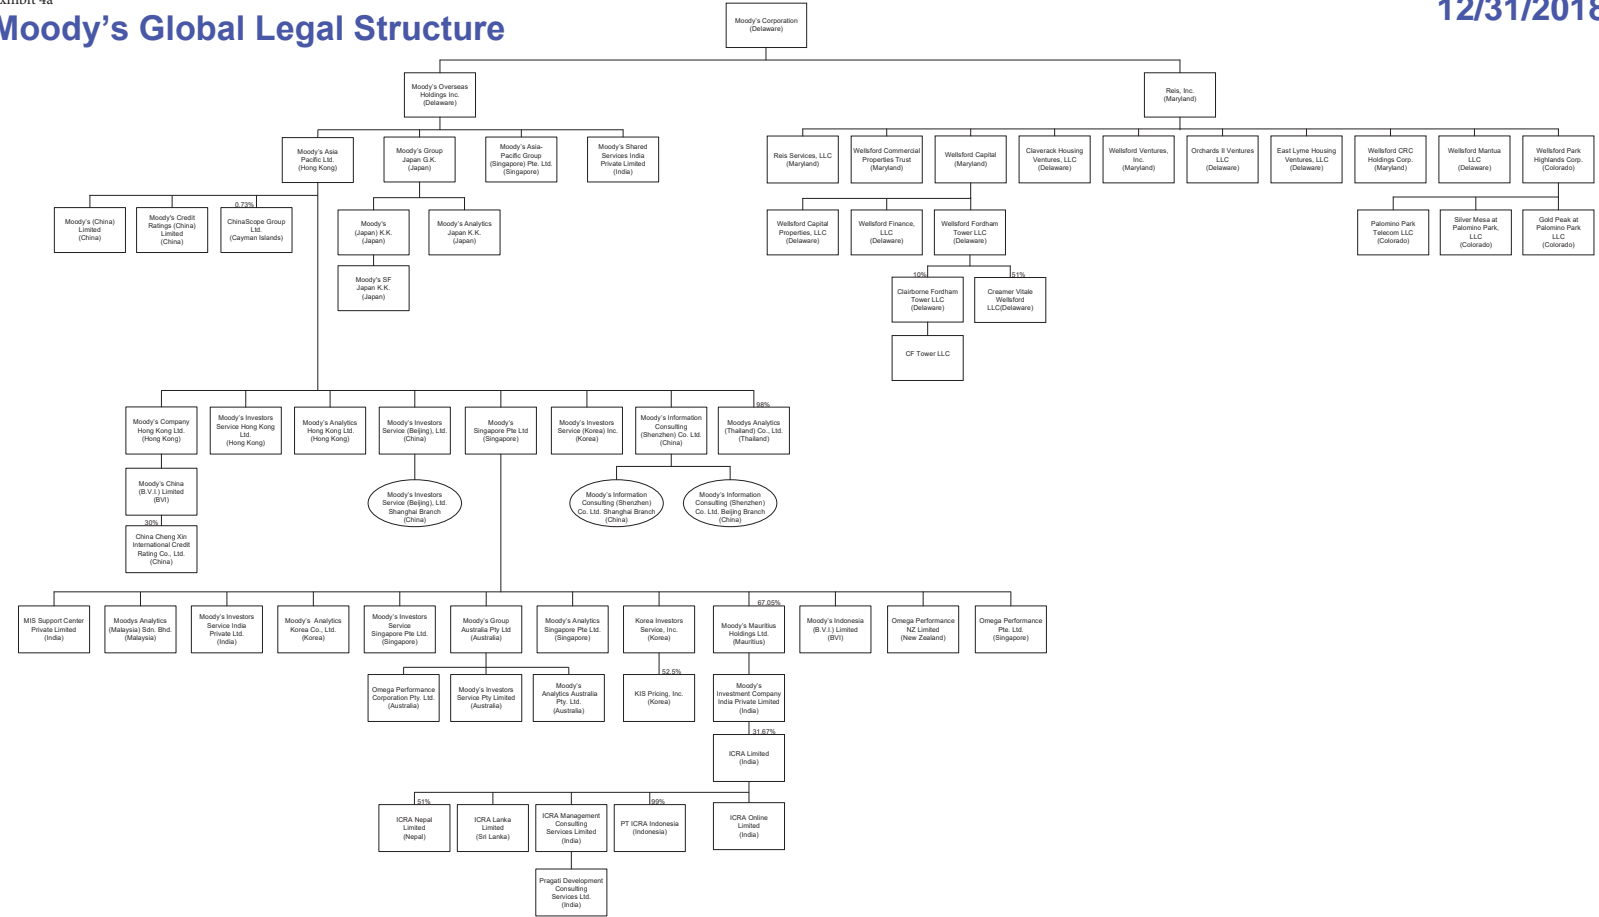 xhibit 4a
Moody's Global Legal Structure
12/31/2018
Moody's Corporation
(Delaware)
Moody's Overseas
Holdings Inc.
(Delaware)
Reis, Inc.
(Maryland)
Moody's Asia
Pacific Ltd.
(Hong Kong)
Moody's Group
Japan G.K.
(Japan)
Moody's Asia-
Pacific Group
(Singapore) Pte. Ltd.
(Singapore)
Moody's Shared
Services India
Private Limited
(India)
Reis Services, LLC
(Maryland)
Wellsford Commercial
Properties Trust
(Maryland)
Wellsford Capital
(Maryland)
Claverack Housing
Ventures, LLC
(Delaware)
Wellsford Ventures,
Inc.
(Maryland)
Orchards II Ventures
LLC
(Delaware)
East Lyme Housing
Ventures, LLC
(Delaware)
Wellsford CRC
Holdings Corp.
(Maryland)
Wellsford Mantua
LLC
(Delaware)
Wellsford Park
Highlands Corp.
(Colorado)
Moody's (China)
Limited
(China)
Moody's Credit
Ratings (China)
Limited
(China)
0.73%
ChinaScope Group
Ltd.
(Cayman Islands)
Moody's
(Japan) K.K.
(Japan)
Moody's Analytics
Japan K.K.
(Japan)
Moody's SF
Japan K.K.
(Japan)
Wellsford Capital
Properties, LLC
(Delaware)
Wellsford Finance,
LLC
(Delaware)
Wellsford Fordham
Tower LLC
(Delaware)
Palomino Park
Telecom LLC
(Colorado)
Silver Mesa at
Palomino Park,
LLC
(Colorado)
Gold Peak at
Palomino Park
LLC
(Colorado)
10%
Clairborne Fordham
Tower LLC
(Delaware)
51%
Creamer Vitale
Wellsford
LLC(Delaware)
CF Tower LLC
Moody's Company
Hong Kong Ltd.
(Hong Kong)
Moody's Investors
Service Hong Kong
Ltd.
(Hong Kong)
Moody's Analytics
Hong Kong Ltd.
(Hong Kong)
Moody's Investors
Service (Beijing), Ltd.
(China)
Moody's
Singapore Pte Ltd
(Singapore)
Moody's Investors
Service (Korea) Inc.
(Korea)
Moody's Information
Consulting
(Shenzhen) Co. Ltd.
(China)
98%
Moodys Analytics
(Thailand) Co., Ltd.
(Thailand)
Moody's China
(B.V.I.) Limited
(BVI)
30%
China Cheng Xin
International Credit
Rating Co., Ltd.
(China)
Moody's Investors
Service (Beijing), Ltd.
Shanghai Branch
(China)
Moody's Information
Consulting (Shenzhen)
Co. Ltd. Shanghai Branch
(China)
Moody's Information
Consulting (Shenzhen)
Co. Ltd. Beijing Branch
(China)
MIS Support Center
Private Limited
(India)
Moodys Analytics
(Malaysia) Sdn. Bhd.
(Malaysia)
Moody's Investors
Service India
Private Ltd.
(India)
Moody's Analytics
Korea Co., Ltd.
(Korea)
Moody's Investors
Service
Singapore Pte Ltd.
(Singapore)
Moody's Group
Australia Pty Ltd
(Australia)
Moody's Analytics
Singapore Pte Ltd.
(Singapore)
Korea Investors
Service, Inc.
(Korea)
67.05%
Moody's Mauritius
Holdings Ltd.
(Mauritius)
Moody's Indonesia
(B.V.I.) Limited
(BVI)
Omega Performance
NZ Limited
(New Zealand)
Omega Performance
Pte. Ltd.
(Singapore)
Omega Performance
Corporation Pty. Ltd.
(Australia)
Moody's Investors
Service Pty Limited
(Australia)
Moody's
Analytics Australia
Pty. Ltd.
(Australia)
52.5%
KIS Pricing, Inc.
(Korea)
Moody's
Investment Company
India Private Limited
(India)
31.67%
ICRA Limited
(India)
51%
ICRA Nepal
Limited
(Nepal)
ICRA Lanka
Limited
(Sri Lanka)
ICRA Management
Consulting
Services Limited
(India)
99%
PT ICRA Indonesia
(Indonesia)
ICRA Online
Limited
(India)
Pragati Development
Consulting
Services Ltd.
(India)